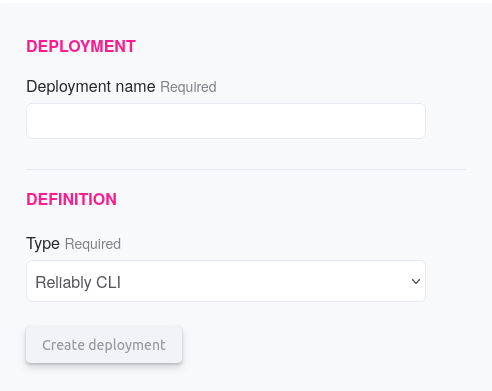 DEPLOYMENT
Deployment name Required
DEFINITION
Type Required
Reliably CLI
Create deployment